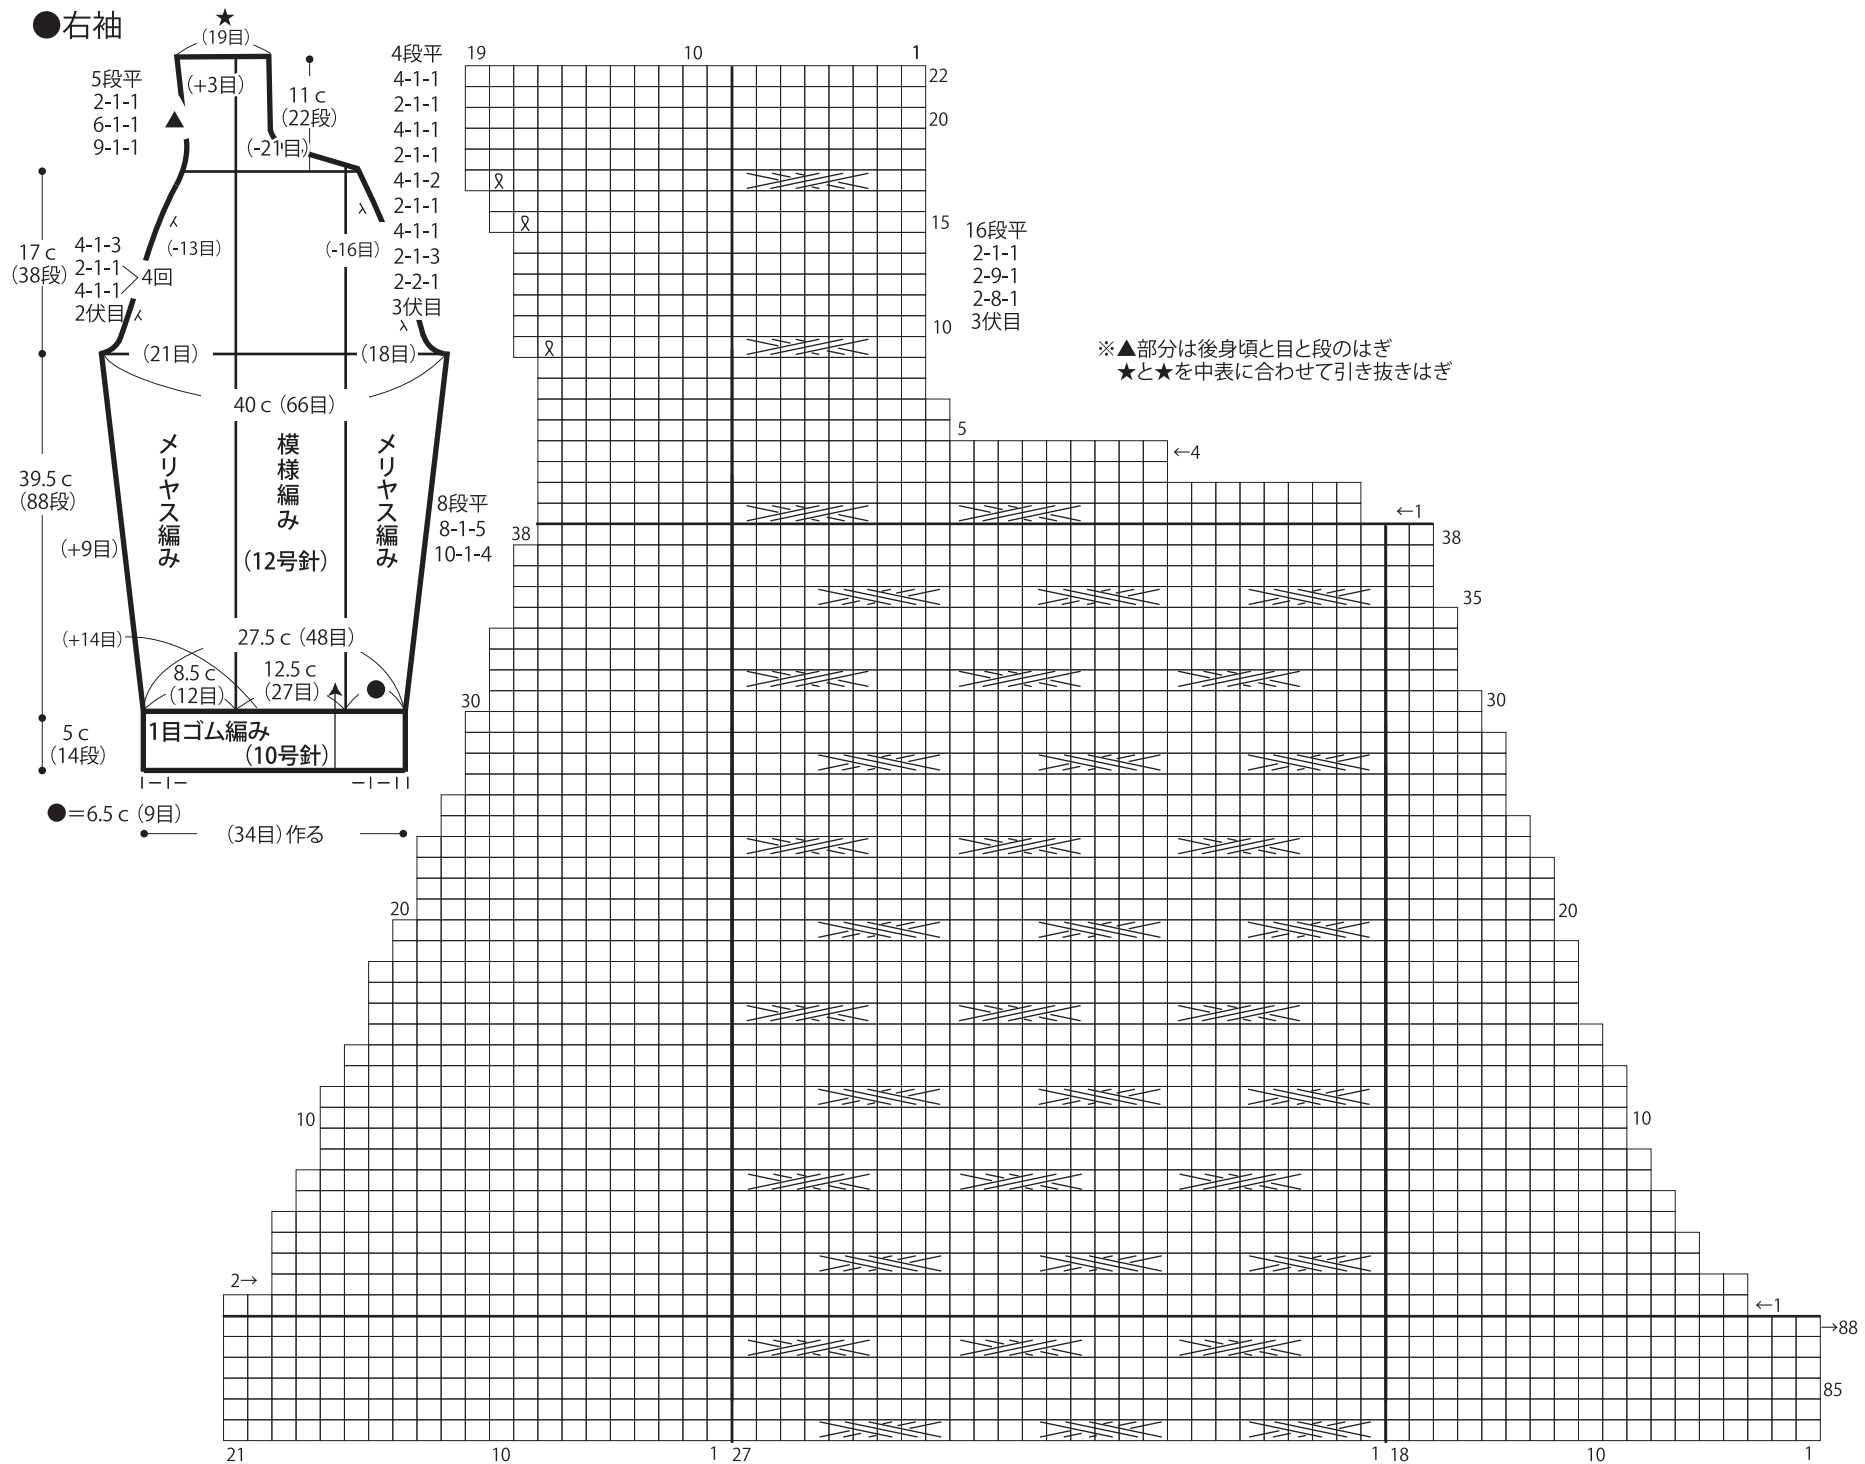 ●右袖
★
(19目)
(+3目)
5段平
2-1-1
6-1-1
9-1-1
▲
11c
(22段)
(-21目)
4段平
4-1-1
2-1-1
4-1-1
2-1-1
4-1-2
2-1-1
4-1-1
2-1-3
2-2-1
3伏目
17c
(38段)
4-1-3
2-1-1
4-1-1
4回
2伏目
(-13目)
(-16目)
(21目)
(18目)
40c (66目)
メリヤス編み
模様編み
(12号針)
メリヤス編み
39.5c
(88段)
(+9目)
8段平
8-1-5
10-1-4
(+14目)
27.5c (48目)
8.5c
(12目)
12.5c
(27目)
●
1目ゴム編み
(10号針)
5c
(14段)
●=6.5c (9目)
(34目)作る
19 10 1
22
20
15
10
5
←4
←1
16段平
2-1-1
2-9-1
2-8-1
3伏目
※▲部分は後身頃と目と段のはぎ
★と★を中表に合わせて引き抜きはぎ
38
30
20
10
2→
38
35
30
20
10
←1
→88
85
21 10 1 27 1 18 10 1